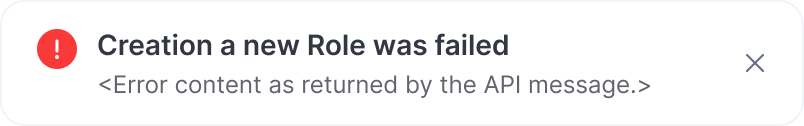 Creation a new Role was failed
<Error content as returned by the API message.>